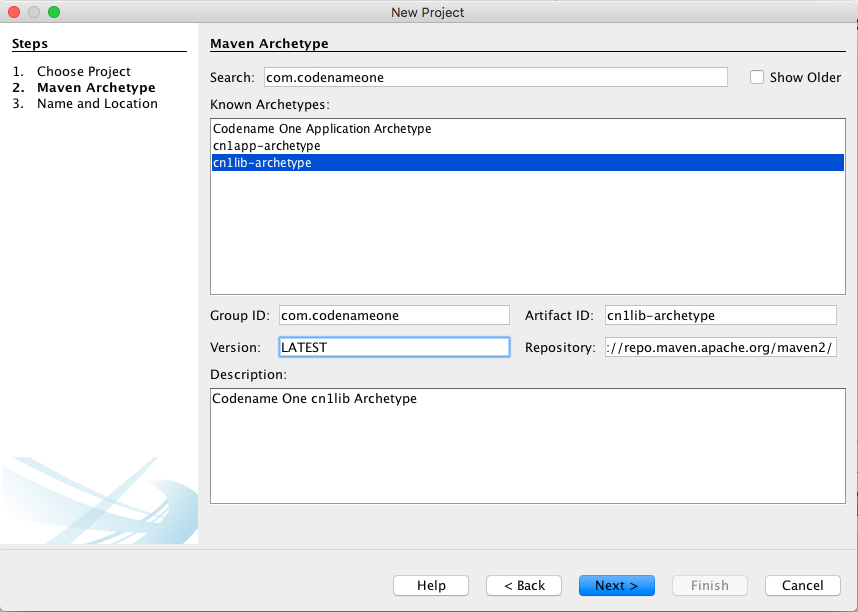 New Project
Steps
1. Choose Project
2. Maven Archetype
3. Name and Location
Maven Archetype
Search: com.codenameone
Show Older
Known Archetypes:
Codename One Application Archetype
cn1app-archetype
cn1lib-archetype
Group ID: com.codenameone Artifact ID: cn1lib-archetype
Version: LATEST Repository: ://repo.maven.apache.org/maven2/
Description:
Codename One cn1lib Archetype
Help < Back Next > Finish Cancel